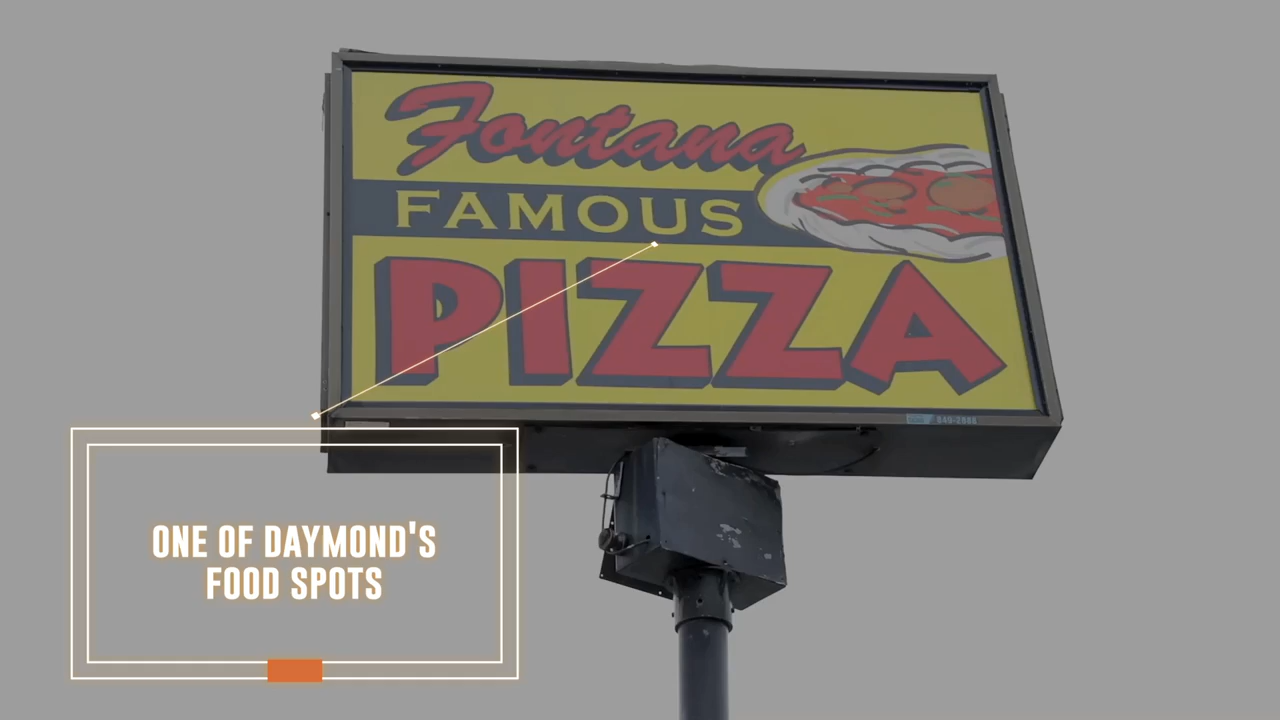 Fontana
FAMOUS
PIZZA
ONE OF DAYMOND'S
FOOD SPOTS